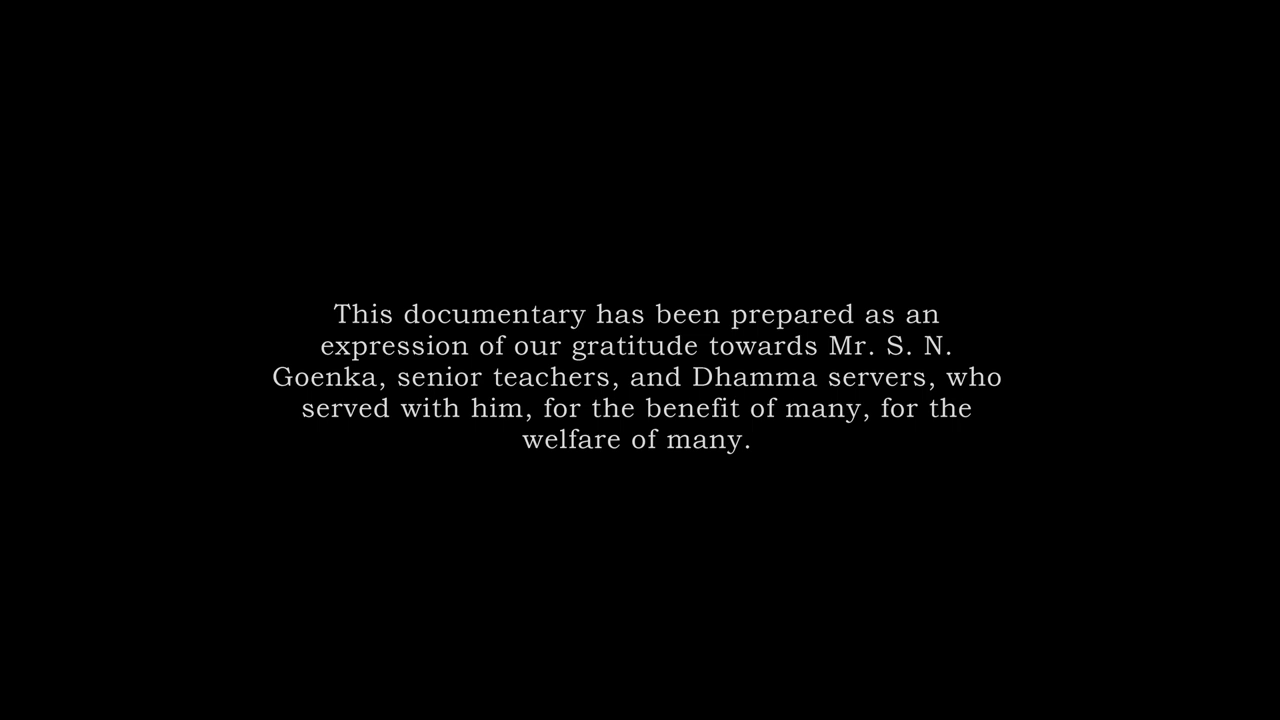 This documentary has been prepared as an
expression of our gratitude towards Mr. S. N.
Goenka, senior teachers, and Dhamma servers, who
served with him, for the benefit of many, for the
welfare of many.